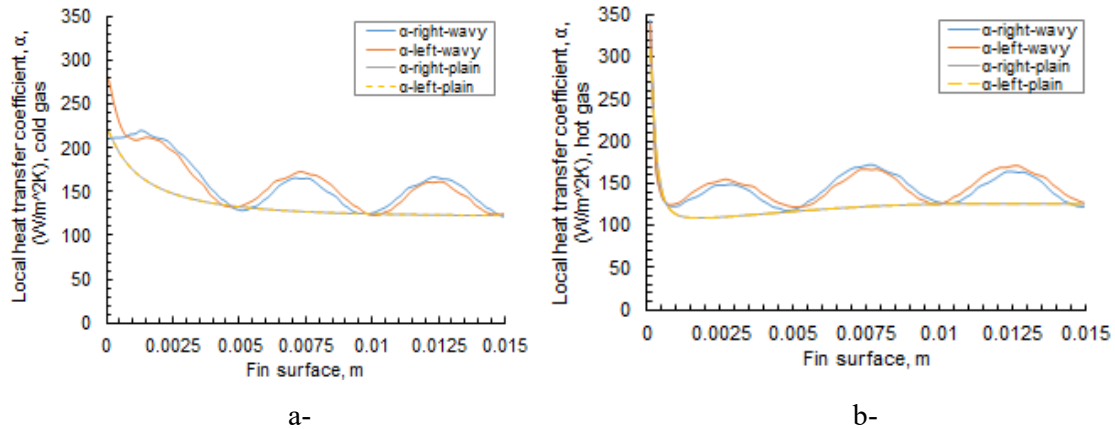 Local heat transfer coefficient, α,
(W/m^2K), cold gas
350
300
250
200
150
100
50
0
α-right-wavy
α-left-wavy
α-right-plain
α-left-plain
0 0.0025 0.005 0.0075 0.01 0.0125 0.015
Fin surface, m
a-
Local heat transfer coefficient, α,
(W/m^2K), hot gas
350
300
250
200
150
100
50
0
α-right-wavy
α-left-wavy
α-right-plain
α-left-plain
0 0.0025 0.005 0.0075 0.01 0.0125 0.015
Fin surface, m
b-